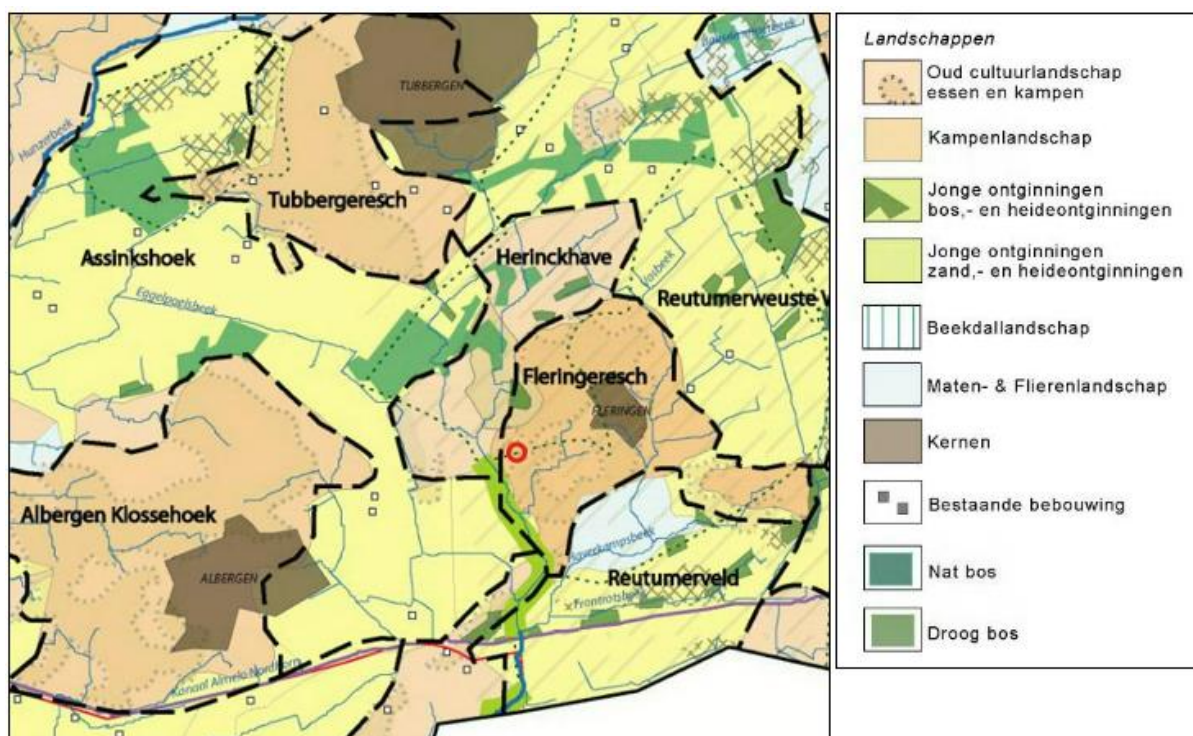 TUBBERGEN
Hunzerbeek
Tubbergeresch
Herinckhave
Assinkshoek
Reutumerweuste V
Eagelpoelsbeek
Fleringeresch
FLERINGEN
Albergen Klossehoek
Reutumerveld
ALBERGEN
Kanaal Almelo Nordhorn
Landschappen
Oud cultuurlandschap
essen en kampen
Kampenlandschap
Jonge ontginningen
bos,- en heideontginningen
Jonge ontginningen
zand,- en heideontginningen
Beekdallandschap
Maten- & Flierenlandschap
Kernen
Bestaande bebouwing
Nat bos
Droog bos